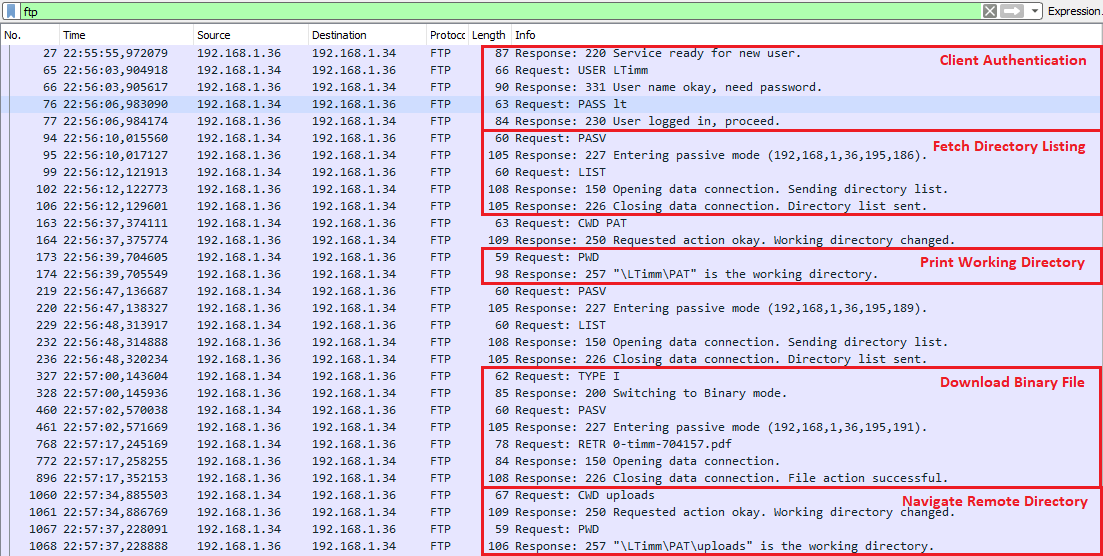 ftp Expression
No. Time Source Destination Protocc Length Info
27 22:55:55,972079 192.168.1.36 192.168.1.34 FTP 87 Response: 220 Service ready for new user.
Client Authentication
65 22:56:03,904918 192.168.1.34 192.168.1.36 FTP 66 Request: USER LTimm
66 22:56:03,905617 192.168.1.36 192.168.1.34 FTP 90 Response: 331 User name okay, need password.
76 22:56:06,983090 192.168.1.34 192.168.1.36 FTP 63 Request: PASS lt
77 22:56:06,984174 192.168.1.36 192.168.1.34 FTP 84 Response: 230 User logged in, proceed.
94 22:56:10,015560 192.168.1.34 192.168.1.36 FTP 60 Request: PASV
Fetch Directory Listing
95 22:56:10,017127 192.168.1.36 192.168.1.34 FTP 105 Response: 227 Entering passive mode (192,168,1,36,195,186).
99 22:56:12,121913 192.168.1.34 192.168.1.36 FTP 60 Request: LIST
102 22:56:12,122773 192.168.1.36 192.168.1.34 FTP 108 Response: 150 Opening data connection. Sending directory list.
106 22:56:12,129601 192.168.1.36 192.168.1.34 FTP 105 Response: 226 Closing data connection. Directory list sent.
163 22:56:37,374111 192.168.1.34 192.168.1.36 FTP 63 Request: CWD PAT
164 22:56:37,375774 192.168.1.36 192.168.1.34 FTP 109 Response: 250 Requested action okay. Working directory changed.
173 22:56:39,704605 192.168.1.34 192.168.1.36 FTP 59 Request: PWD
Print Working Directory
174 22:56:39,705549 192.168.1.36 192.168.1.34 FTP 98 Response: 257 "\LTimm\PAT" is the working directory.
219 22:56:47,136687 192.168.1.34 192.168.1.36 FTP 60 Request: PASV
220 22:56:47,138327 192.168.1.36 192.168.1.34 FTP 105 Response: 227 Entering passive mode (192,168,1,36,195,189).
229 22:56:48,313917 192.168.1.34 192.168.1.36 FTP 60 Request: LIST
232 22:56:48,314888 192.168.1.36 192.168.1.34 FTP 108 Response: 150 Opening data connection. Sending directory list.
236 22:56:48,320234 192.168.1.36 192.168.1.34 FTP 105 Response: 226 Closing data connection. Directory list sent.
327 22:57:00,143604 192.168.1.34 192.168.1.36 FTP 62 Request: TYPE I
Download Binary File
328 22:57:00,145936 192.168.1.36 192.168.1.34 FTP 85 Response: 200 Switching to Binary mode.
460 22:57:02,570038 192.168.1.34 192.168.1.36 FTP 60 Request: PASV
461 22:57:02,571669 192.168.1.36 192.168.1.34 FTP 105 Response: 227 Entering passive mode (192,168,1,36,195,191).
768 22:57:17,245169 192.168.1.34 192.168.1.36 FTP 78 Request: RETR 0-timm-704157.pdf
772 22:57:17,258255 192.168.1.36 192.168.1.34 FTP 84 Response: 150 Opening data connection.
896 22:57:17,352153 192.168.1.36 192.168.1.34 FTP 108 Response: 226 Closing data connection. File action successful.
1060 22:57:34,885503 192.168.1.34 192.168.1.36 FTP 67 Request: CWD uploads
Navigate Remote Directory
1061 22:57:34,886769 192.168.1.36 192.168.1.34 FTP 109 Response: 250 Requested action okay. Working directory changed.
1067 22:57:37,228091 192.168.1.34 192.168.1.36 FTP 59 Request: PWD
1068 22:57:37,228888 192.168.1.36 192.168.1.34 FTP 106 Response: 257 "\LTimm\PAT\uploads" is the working directory.